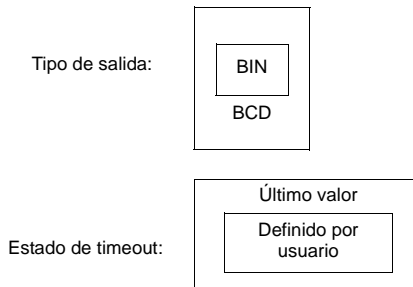 Tipo de salida:
BIN
BCD
Último valor
Estado de timeout:
Definido por
usuario